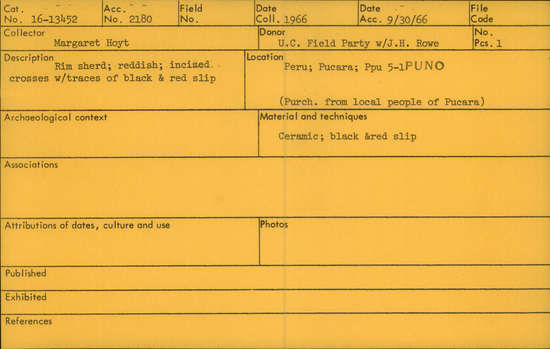 Cat. No. 16-13452 Acc. No. 2180 Field No. Date Coll. 1966 Date Acc. 9/30/66 File Code
Collector Margaret Hoyt Donor U.C. Field Party w/J.H. Rowe No. Pcs. 1
Description Rim sherd; reddish; incized crosses w/traces of black & red slip
Location Peru; Pucara; Ppu 5-1PUNO
(Purch. from local people of Pucara)
Archaeological context
Material and techniques
Ceramic; black &red slip
Associations
Attributions of dates, culture and use
Photos
Published
Exhibited
References